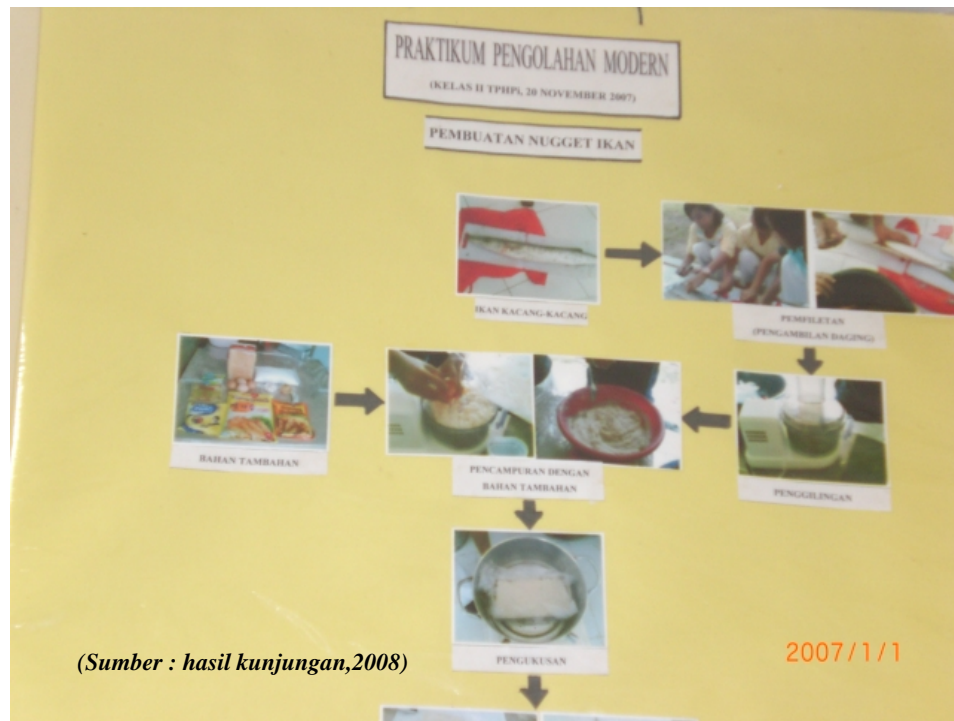 PRAKTIKUM PENGOLAHAN MODERN
(KELAS II TPHPi, 20 NOVEMBER 2007)
PEMBUATAN NUGGET IKAN
IKAN KACANG-KACANG
PEMFILETAN
(PENGAMBILAN DAGING)
BAHAN TAMBAHAN
PENCAMPURAN DENGAN
BAHAN TAMBAHAN
PENGGILINGAN
PENGUKUSAN
(Sumber : hasil kunjungan,2008)
2007/1/1